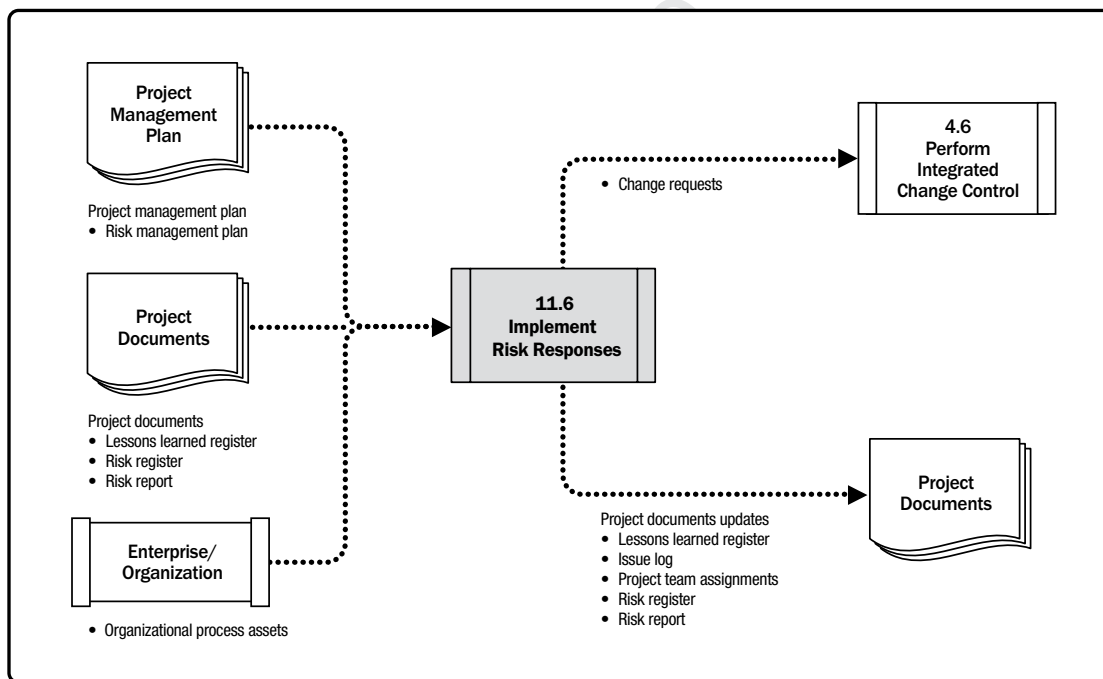 Project
Management
Plan
Project management plan
• Risk management plan
Project
Documents
Project documents
• Lessons learned register
• Risk register
• Risk report
Enterprise/
Organization
• Organizational process assets
11.6
Implement
Risk Responses
• Change requests
4.6
Perform
Integrated
Change Control
Project documents updates
• Lessons learned register
• Issue log
• Project team assignments
• Risk register
• Risk report
Project
Documents